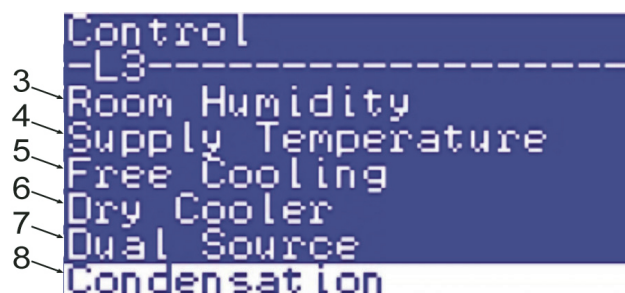 Control
-L3--------------------
3 Room Humidity
4 Supply Temperature
5 Free Cooling
6 Dry Cooler
7 Dual Source
8 Condensation